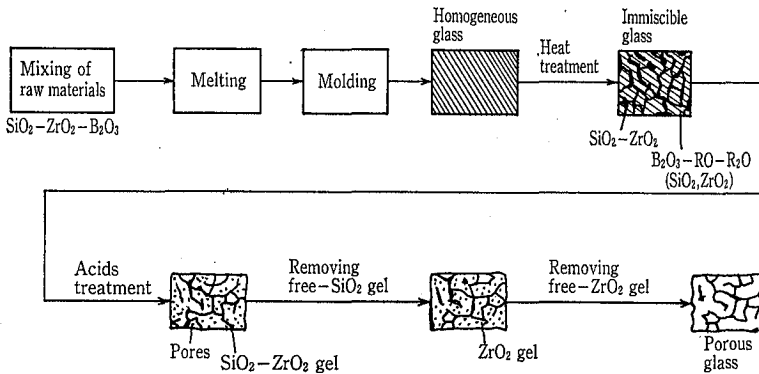 Mixing of
raw materials
SiO₂-ZrO₂-B₂O₃
Melting
Molding
Homogeneous
glass
Heat
treatment
Immiscible
glass
SiO₂-ZrO₂
B₂O₃-RO-R₂O
(SiO₂,ZrO₂)
Acids
treatment
Pores
SiO₂-ZrO₂ gel
Removing
free-SiO₂ gel
ZrO₂ gel
Removing
free-ZrO₂ gel
Porous
glass